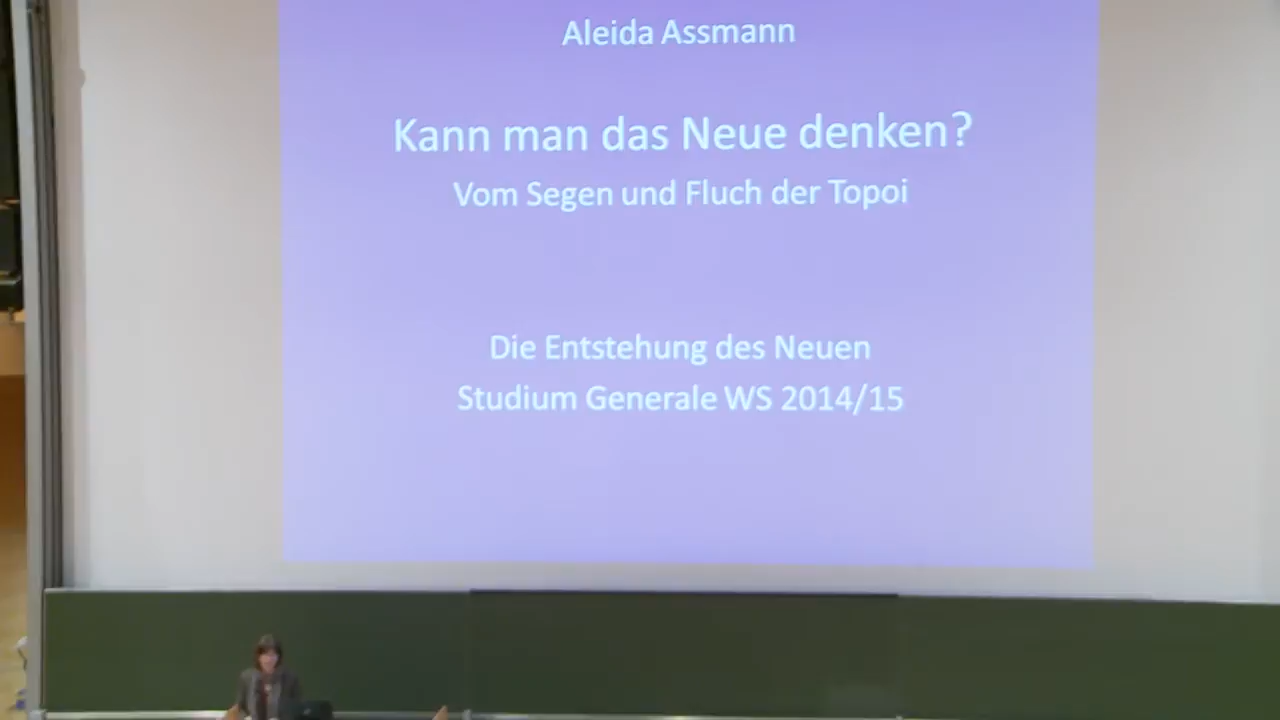 Aleida Assmann
Kann man das Neue denken?
Vom Segen und Fluch der Topoi
Die Entstehung des Neuen
Studium Generale WS 2014/15